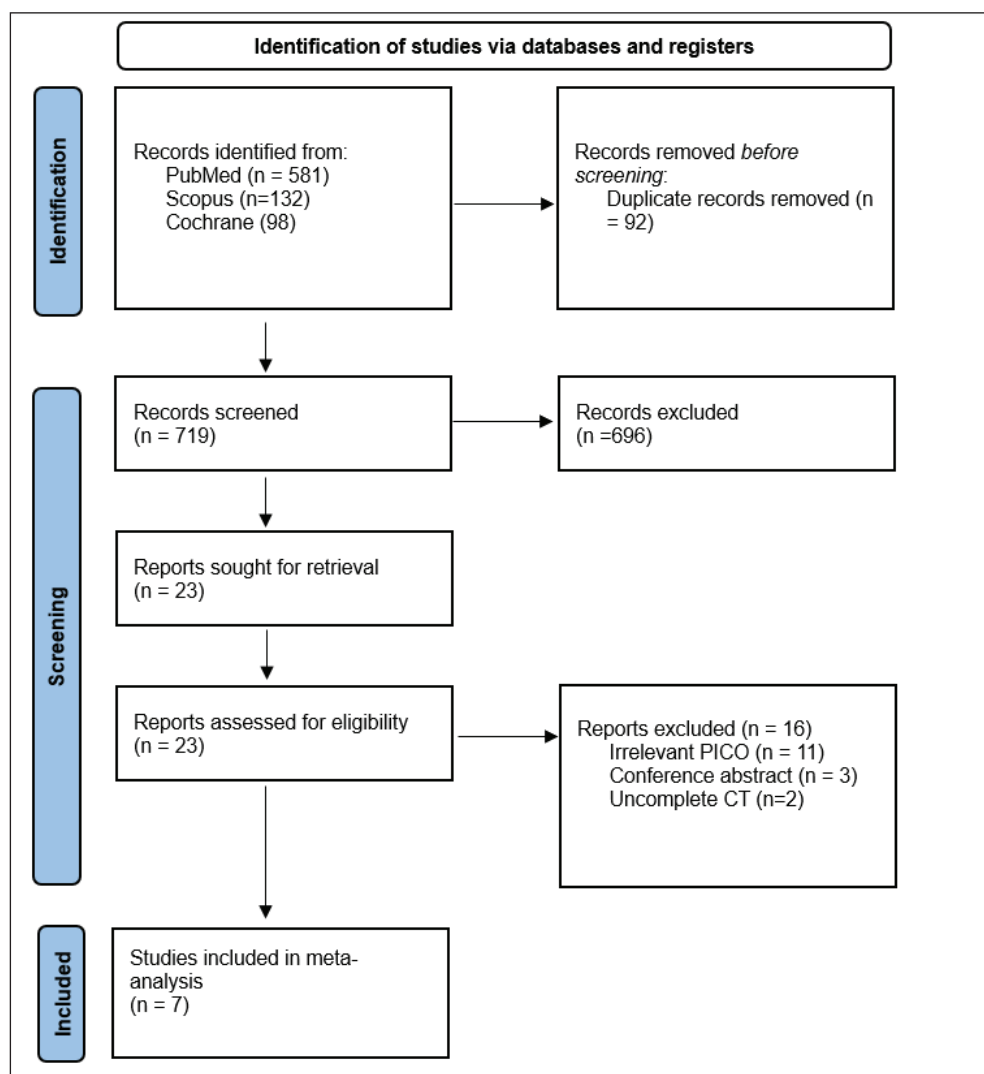 Identification of studies via databases and registers
Identification
Records identified from:
PubMed (n = 581)
Scopus (n=132)
Cochrane (98)
Records removed before
screening:
Duplicate records removed (n
= 92)
Screening
Records screened
(n = 719)
Records excluded
(n =696)
Reports sought for retrieval
(n = 23)
Reports assessed for eligibility
(n = 23)
Reports excluded (n = 16)
Irrelevant PICO (n = 11)
Conference abstract (n = 3)
Uncomplete CT (n=2)
Included
Studies included in meta-
analysis
(n = 7)